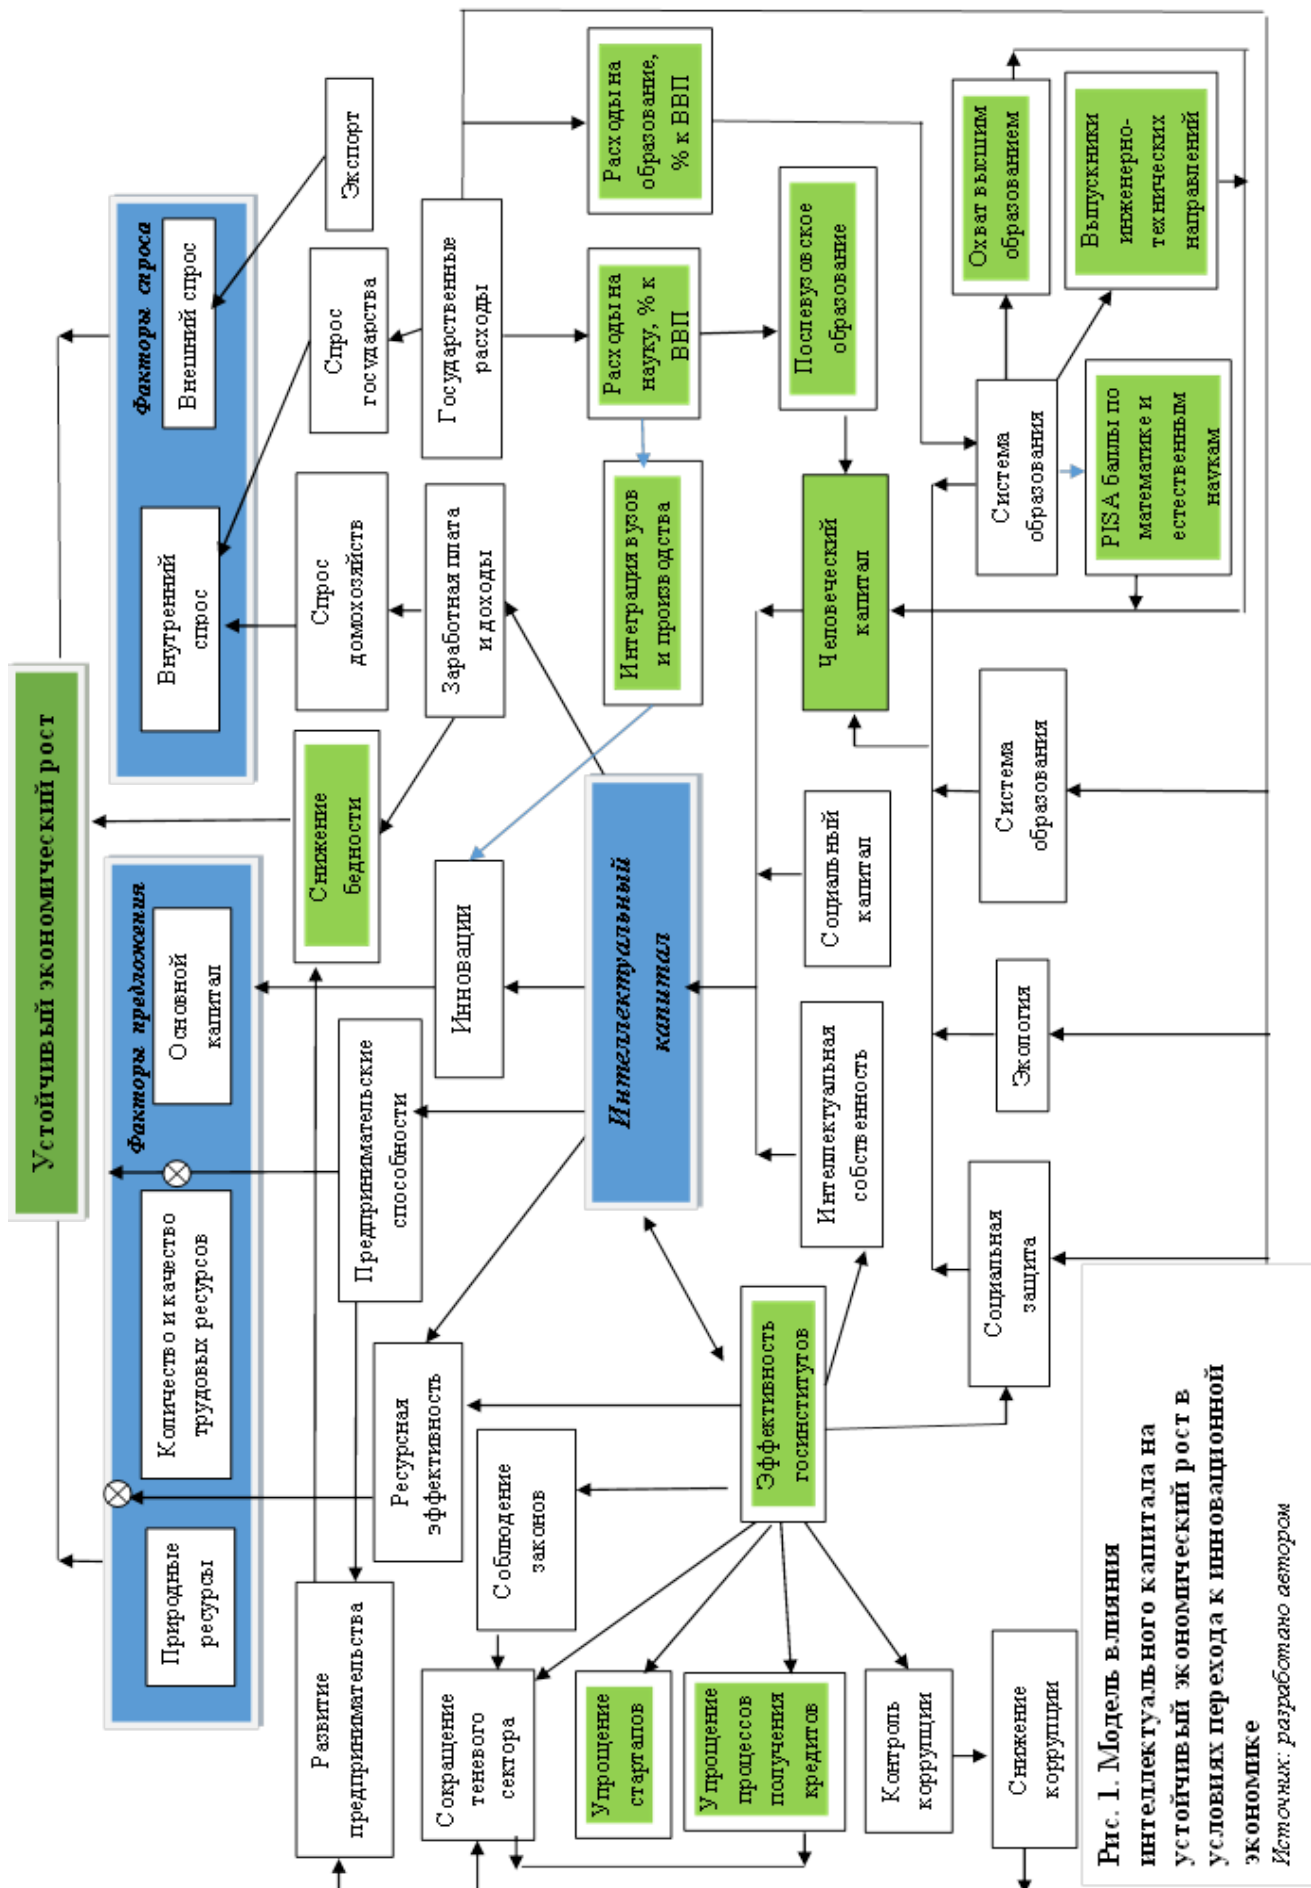 Устойчивый экономический рост
Факторы предложения
Природные
ресурсы
Количество и качество
трудовых ресурсов
Основной
капитал
Факторы спроса
Внутренний
спрос
Внешний спрос
Развитие
предпринимательства
Предпринимательские
способности
Снижение
бедности
Спрос
домохозяйств
Спрос
государства
Экспорт
Ресурсная
эффективность
Инновации
Заработная плата
и доходы
Государственные
расходы
Сокращение
теневого
сектора
Соблюдение
законов
Интеллектуальный
капитал
Интеграция вузов
и производства
Расходы на
науку, % к
ВВП
Расходы на
образование,
% к ВВП
Упрощение
стартапов
Упрощение
процессов
получения
кредитов
Эффективность
госинститутов
Интеллектуальная
собственность
Социальный
капитал
Человеческий
капитал
Послевузовское
образование
Контроль
коррупции
Снижение
коррупции
Социальная
защита
Экология
Система
образования
Система
образования
Охват высшим
образованием
PISA баллы по
математике и
естественным
наукам
Выпускники
инженерно-
технических
направлений
Рис. 1. Модель влияния
интеллектуального капитала на
устойчивый экономический рост в
условиях перехода к инновационной
экономике
Источник: разработано автором